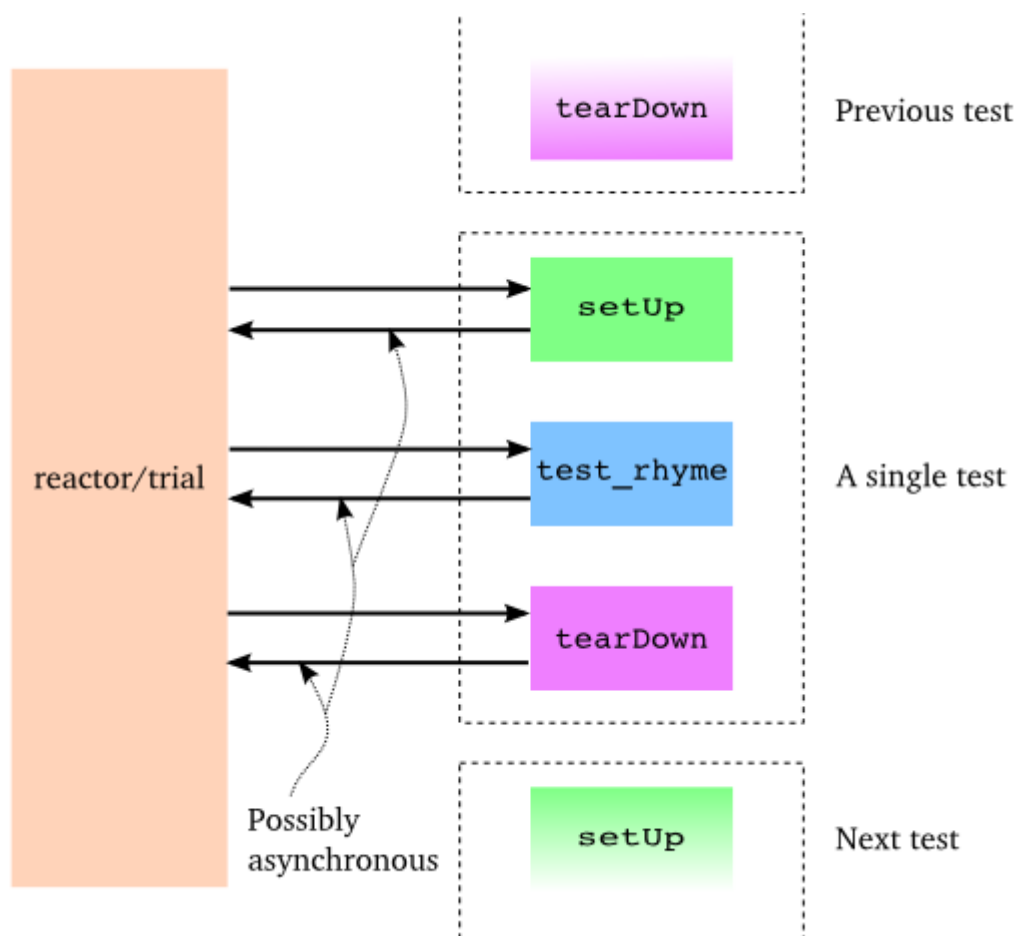 tearDown
Previous test
setUp
reactor/trial
test_rhyme
A single test
tearDown
Possibly
asynchronous
setUp
Next test